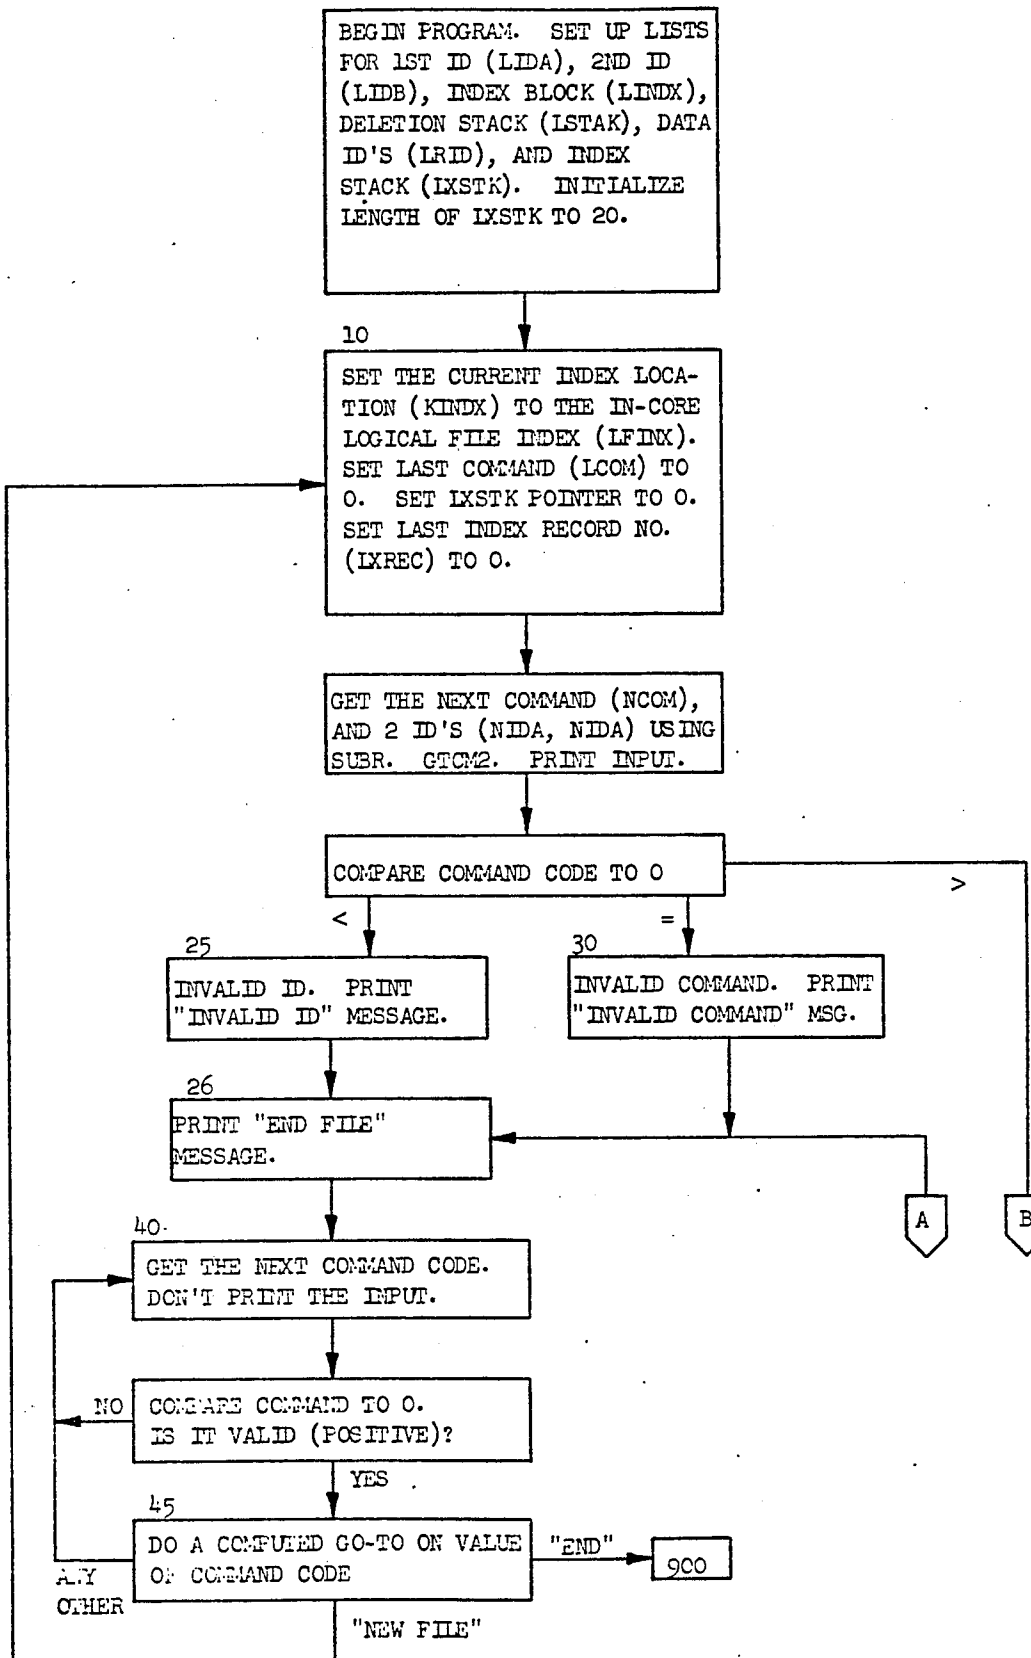 BEGIN PROGRAM. SET UP LISTS
FOR 1ST ID (LIDA), 2ND ID
(LIDB), INDEX BLOCK (LINDX),
DELETION STACK (LSTAK), DATA
ID'S (LRID), AND INDEX
STACK (LXSTK). INITIALIZE
LENGTH OF LXSTK TO 20.
10
SET THE CURRENT INDEX LOCA-
TION (KINDX) TO THE IN-CORE
LOGICAL FILE INDEX (LFINX).
SET LAST COMMAND (LCOM) TO
0. SET LXSTK POINTER TO 0.
SET LAST INDEX RECORD NO.
(LXREC) TO 0.
GET THE NEXT COMMAND (NCOM),
AND 2 ID'S (NIDA, NIDA) USING
SUBR. GTCM2. PRINT INPUT.
COMPARE COMMAND CODE TO 0
>
<
=
25
INVALID ID. PRINT
"INVALID ID" MESSAGE.
30
INVALID COMMAND. PRINT
"INVALID COMMAND" MSG.
26
PRINT "END FILE"
MESSAGE.
A
B
40
GET THE NEXT COMMAND CODE.
DON'T PRINT THE INPUT.
NO
COMPARE COMMAND TO 0.
IS IT VALID (POSITIVE)?
YES
45
DO A COMPUTED GO-TO ON VALUE
OF COMMAND CODE
"END"
900
ANY
OTHER
"NEW FILE"